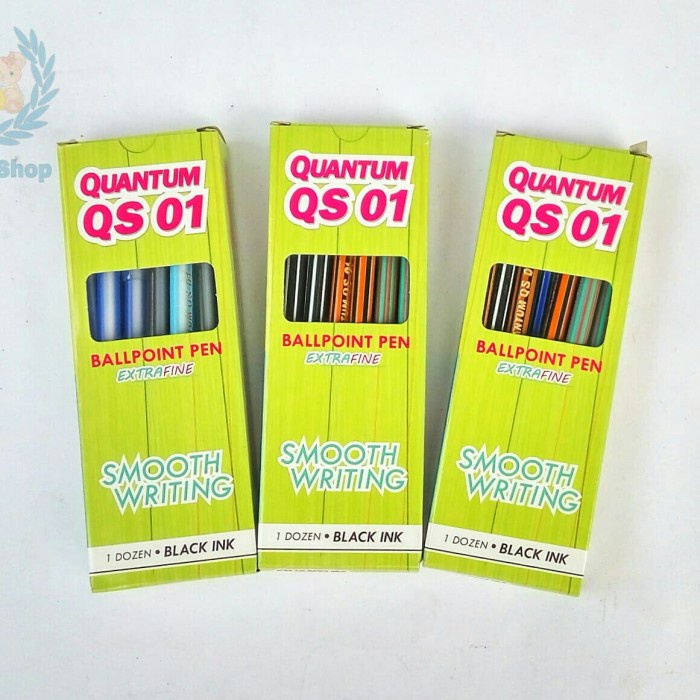 Shop
QUANTUM
QS 01
BALLPOINT PEN
EXTRAFINE
SMOOTH
WRITING
1 DOZEN • BLACK INK
QUANTUM
QS 01
BALLPOINT PEN
EXTRAFINE
SMOOTH
WRITING
1 DOZEN • BLACK INK
QUANTUM
QS 01
BALLPOINT PEN
EXTRAFINE
SMOOTH
WRITING
1 DOZEN • BLACK INK